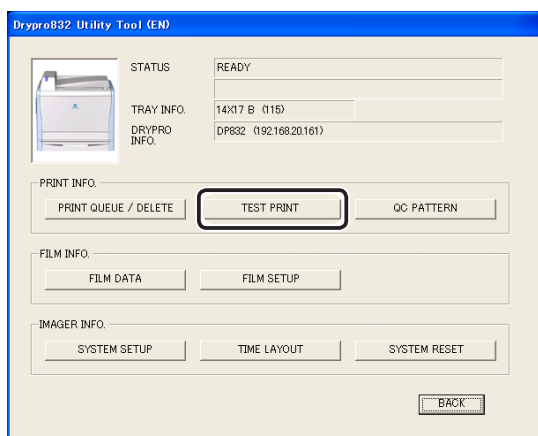 Drypro832 Utility Tool (EN)
STATUS READY
TRAY INFO. 14X17 B (115)
DRYPRO INFO. DP832 (192.168.20.161)
PRINT INFO.
PRINT QUEUE / DELETE TEST PRINT QC PATTERN
FILM INFO.
FILM DATA FILM SETUP
IMAGER INFO.
SYSTEM SETUP TIME LAYOUT SYSTEM RESET
BACK